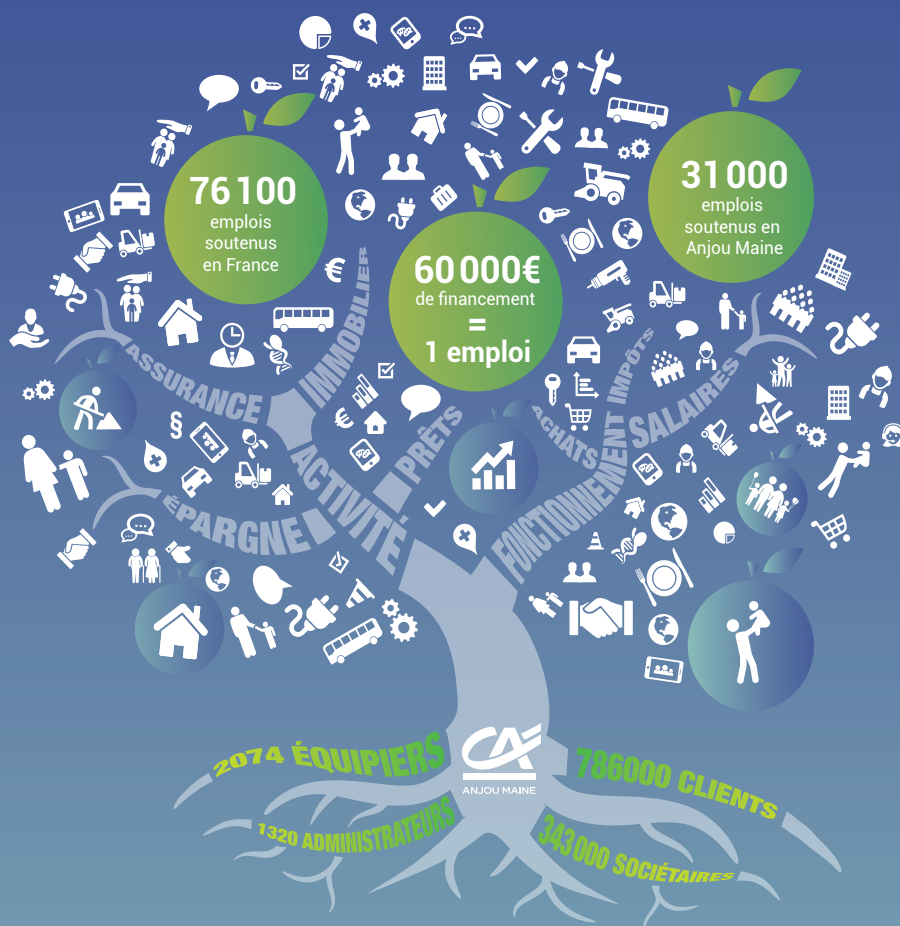 76 100
emplois
soutenus
en France
31 000
emplois
soutenus en
Anjou Maine
60 000€
de financement
=
1 emploi
ASSURANCE
IMMOBILIER
ÉPARGNE
ACTIVITÉ
PRÊTS
ACHATS
FONCTIONNEMENT
IMPÔTS
SALAIRES
CA
ANJOU MAINE
2074 ÉQUIPIERS
786000 CLIENTS
1320 ADMINISTRATEURS
343000 SOCIÉTAIRES